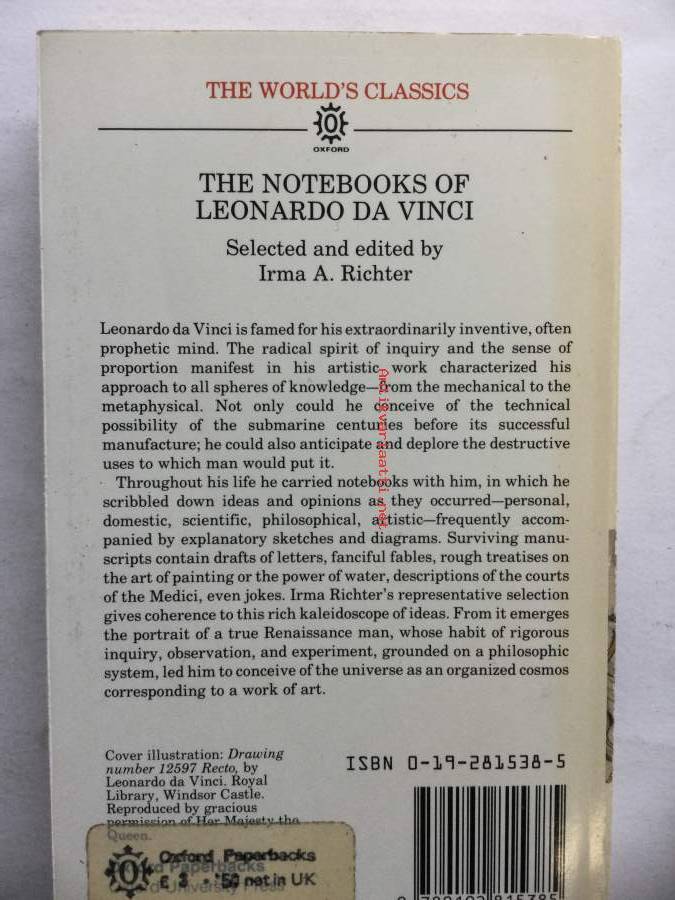 THE WORLD'S CLASSICS
OXFORD
THE NOTEBOOKS OF
LEONARDO DA VINCI
Selected and edited by
Irma A. Richter
Leonardo da Vinci is famed for his extraordinarily inventive, often
prophetic mind. The radical spirit of inquiry and the sense of
proportion manifest in his artistic work characterized his
approach to all spheres of knowledge—from the mechanical to the
metaphysical. Not only could he conceive of the technical
possibility of the submarine centuries before its successful
manufacture; he could also anticipate and deplore the destructive
uses to which man would put it.
Throughout his life he carried notebooks with him, in which he
scribbled down ideas and opinions as they occurred—personal,
domestic, scientific, philosophical, artistic—frequently accom-
panied by explanatory sketches and diagrams. Surviving manu-
scripts contain drafts of letters, fanciful fables, rough treatises on
the art of painting or the power of water, descriptions of the courts
of the Medici, even jokes. Irma Richter's representative selection
gives coherence to this rich kaleidoscope of ideas. From it emerges
the portrait of a true Renaissance man, whose habit of rigorous
inquiry, observation, and experiment, grounded on a philosophic
system, led him to conceive of the universe as an organized cosmos
corresponding to a work of art.
Cover illustration: Drawing
number 12597 Recto, by
Leonardo da Vinci. Royal
Library, Windsor Castle.
Reproduced by gracious
permission of Her Majesty the
Queen.
ISBN 0-19-281538-5
Oxford Paperbacks
£ 3 50 net in UK
d Paperbacks
d University Press